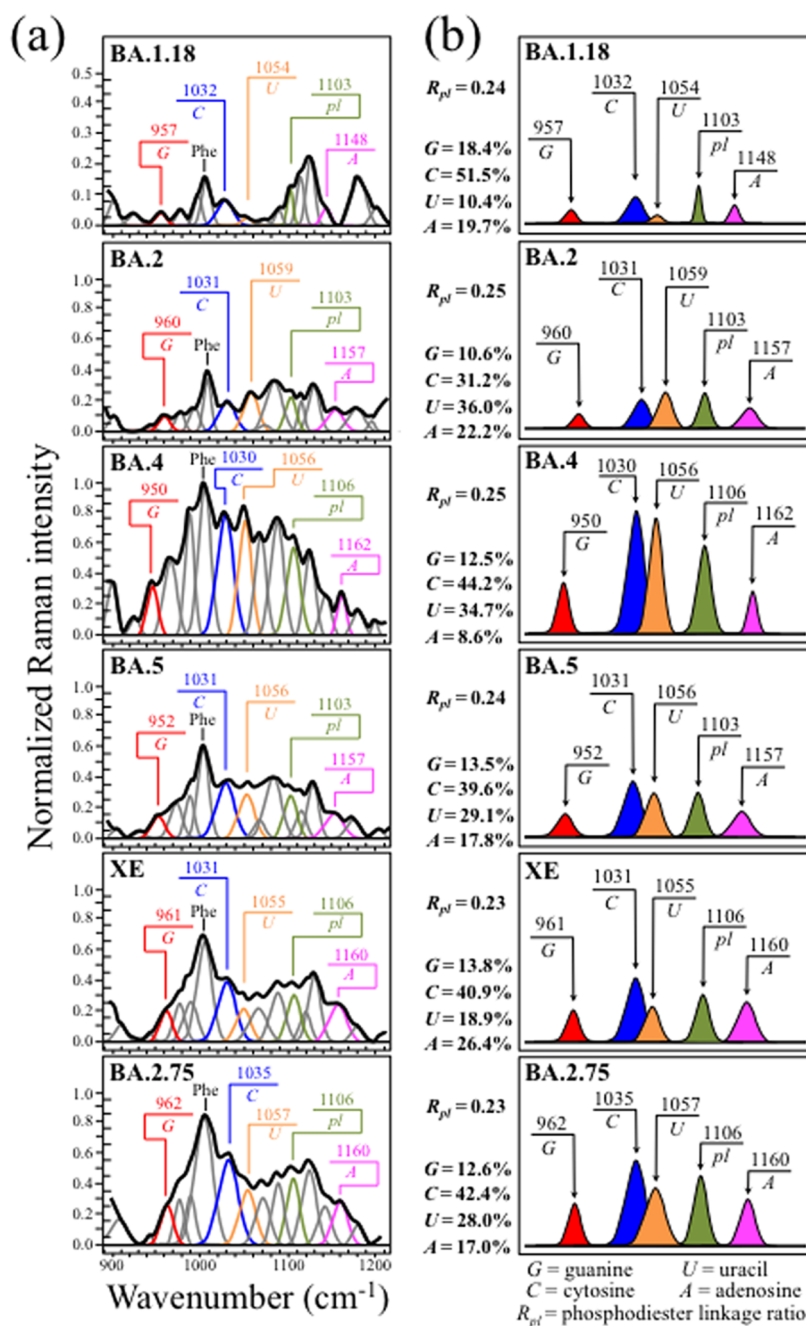 (a)
(b)
Normalized Raman intensity
BA.1.18
0.5
0.4
0.3
0.2
0.1
0.0
957
G
Phe
1032
C
1054
U
1103
pl
1148
A
BA.2
1.0
0.8
0.6
0.4
0.2
0.0
960
G
Phe
1031
C
1059
U
1103
pl
1157
A
BA.4
1.0
0.8
0.6
0.4
0.2
0.0
950
G
Phe
1030
C
1056
U
1106
pl
1162
A
BA.5
1.0
0.8
0.6
0.4
0.2
0.0
952
G
Phe
1031
C
1056
U
1103
pl
1157
A
XE
1.0
0.8
0.6
0.4
0.2
0.0
961
G
Phe
1031
C
1055
U
1106
pl
1160
A
BA.2.75
1.0
0.8
0.6
0.4
0.2
0.0
962
G
Phe
1035
C
1057
U
1106
pl
1160
A
900 1000 1100 1200
Wavenumber (cm-1)
BA.1.18
Rpl = 0.24
G = 18.4%
C = 51.5%
U = 10.4%
A = 19.7%
957
G
1032
C
1054
U
1103
pl
1148
A
BA.2
Rpl = 0.25
G = 10.6%
C = 31.2%
U = 36.0%
A = 22.2%
960
G
1031
C
1059
U
1103
pl
1157
A
BA.4
Rpl = 0.25
G = 12.5%
C = 44.2%
U = 34.7%
A = 8.6%
950
G
1030
C
1056
U
1106
pl
1162
A
BA.5
Rpl = 0.24
G = 13.5%
C = 39.6%
U = 29.1%
A = 17.8%
952
G
1031
C
1056
U
1103
pl
1157
A
XE
Rpl = 0.23
G = 13.8%
C = 40.9%
U = 18.9%
A = 26.4%
961
G
1031
C
1055
U
1106
pl
1160
A
BA.2.75
Rpl = 0.23
G = 12.6%
C = 42.4%
U = 28.0%
A = 17.0%
962
G
1035
C
1057
U
1106
pl
1160
A
G = guanine U = uracil
C = cytosine A = adenosine
Rpl = phosphodiester linkage ratio